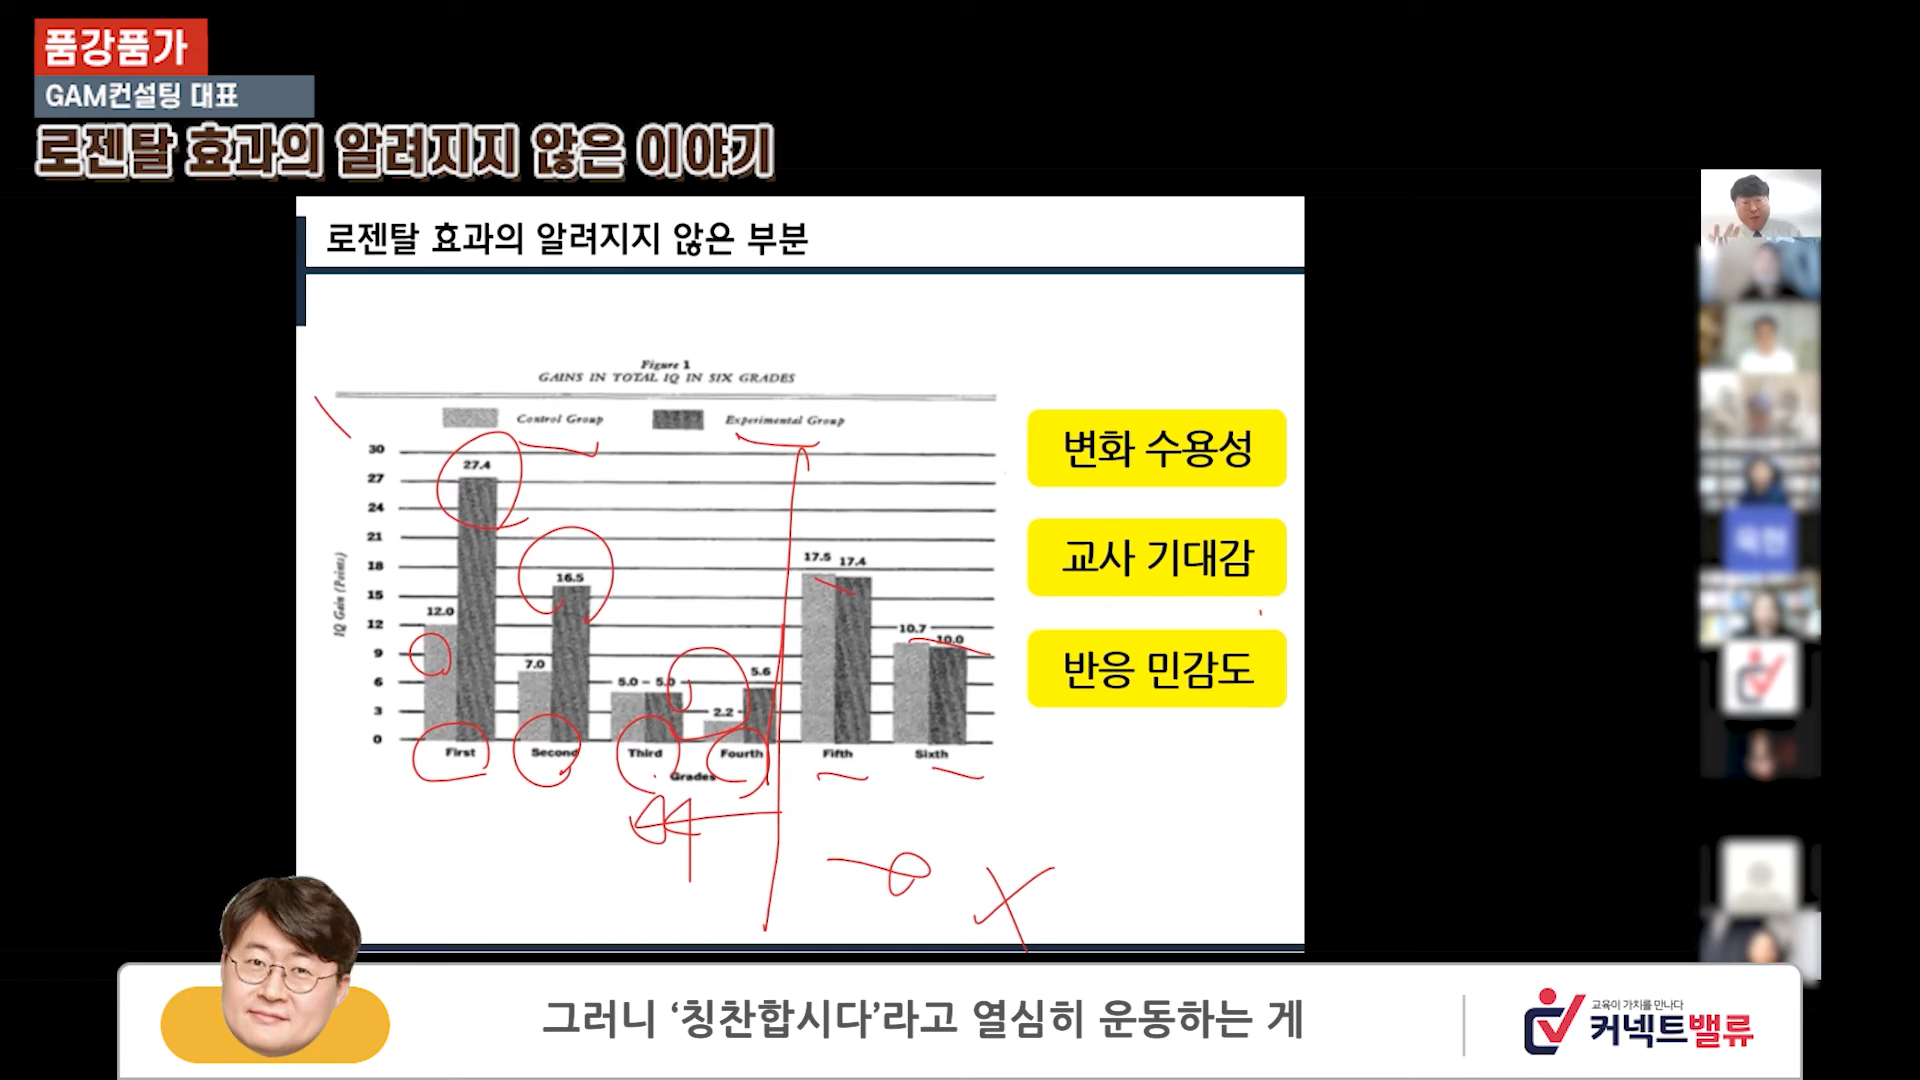 품강품가
GAM컨설팅 대표
로젠탈 효과의 알려지지 않은 이야기
로젠탈 효과의 알려지지 않은 부분
Figure 1
GAINS IN TOTAL IQ IN SIX GRADES
Control Group
Experimental Group
IQ Gain (Points)
30
27
24
21
18
15
12
9
6
3
0
12.0
27.4
7.0
16.5
5.0
5.0
2.2
5.6
17.5
17.4
10.7
10.0
First
Second
Third
Fourth
Fifth
Sixth
Grades
변화 수용성
교사 기대감
반응 민감도
그러니 ‘칭찬합시다’라고 열심히 운동하는 게
교육이 가치를 만나다
커넥트밸류